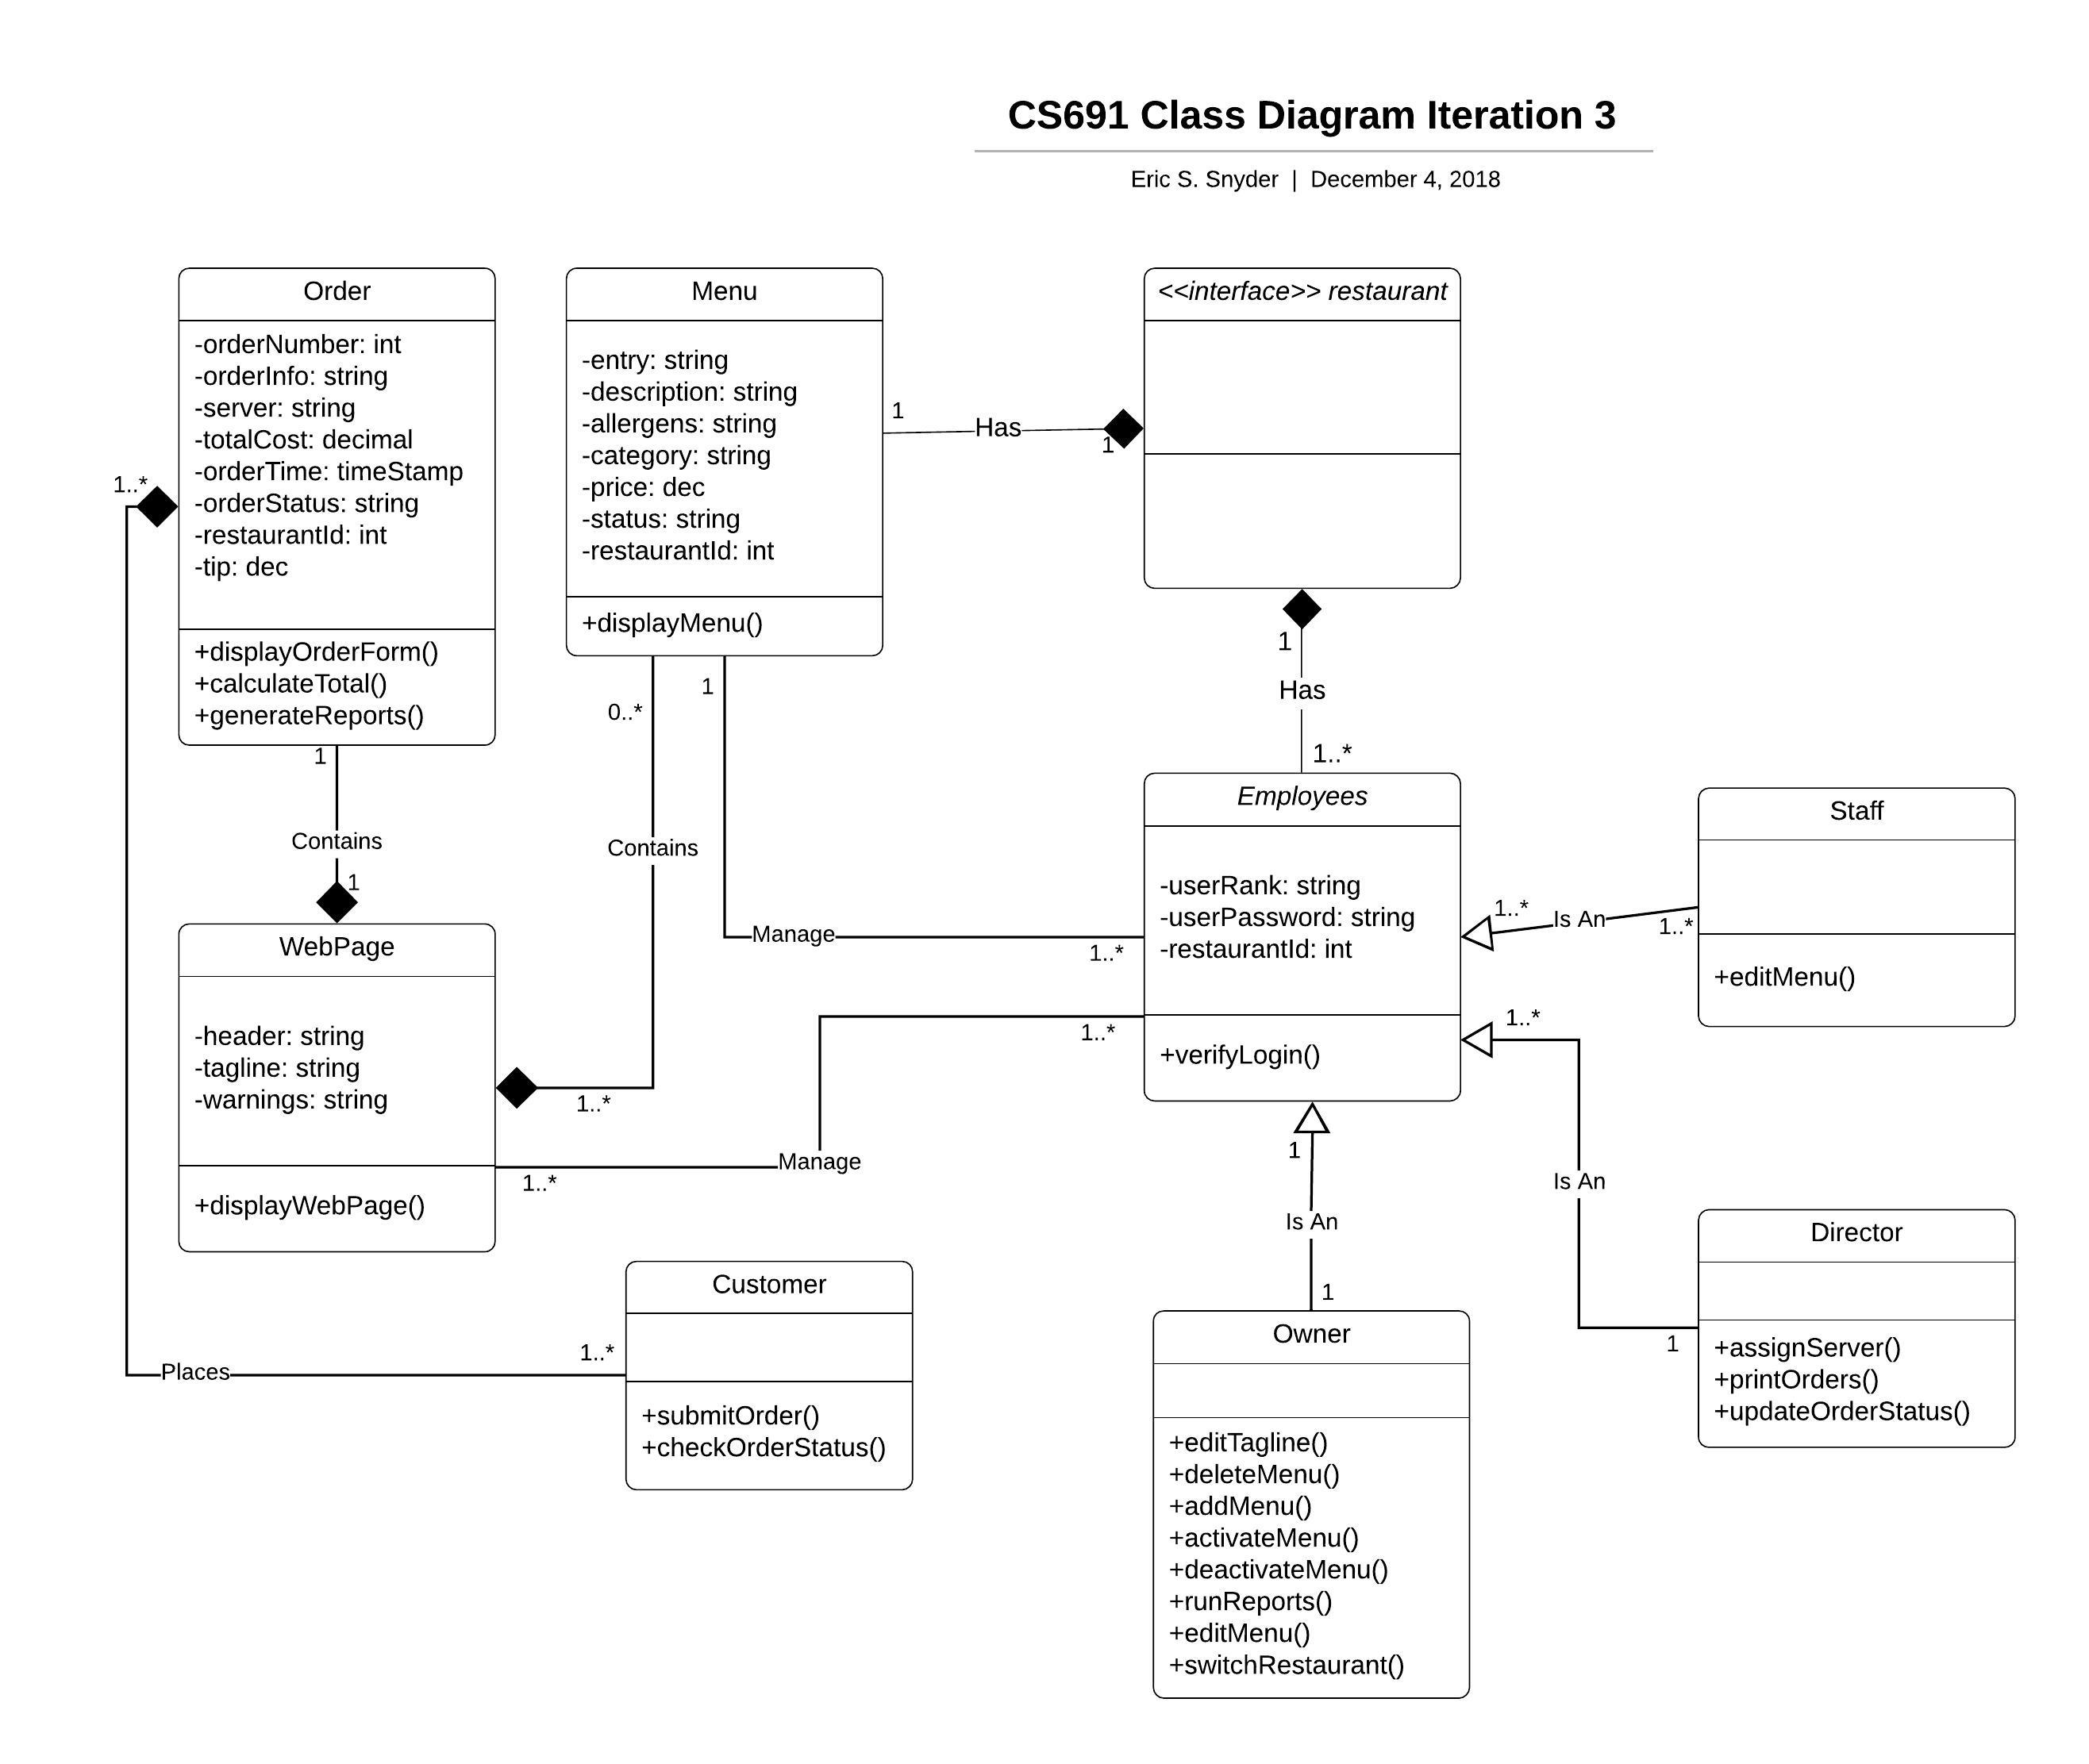 CS691 Class Diagram Iteration 3
Eric S. Snyder | December 4, 2018
Order
-orderNumber: int
-orderInfo: string
-server: string
-totalCost: decimal
-orderTime: timeStamp
-orderStatus: string
-restaurantId: int
-tip: dec
+displayOrderForm()
+calculateTotal()
+generateReports()
Menu
-entry: string
-description: string
-allergens: string
-category: string
-price: dec
-status: string
-restaurantId: int
+displayMenu()
<<interface>> restaurant
1
Has
1
1..*
1
Has
1..*
1
0..*
1
Contains
1
Contains
Manage
1..*
WebPage
-header: string
-tagline: string
-warnings: string
+displayWebPage()
1..*
1..*
Manage
1..*
Employees
-userRank: string
-userPassword: string
-restaurantId: int
+verifyLogin()
1..*
Is An
1..*
Staff
+editMenu()
1..*
Is An
1
Director
+assignServer()
+printOrders()
+updateOrderStatus()
1
Is An
1
Owner
+editTagline()
+deleteMenu()
+addMenu()
+activateMenu()
+deactivateMenu()
+runReports()
+editMenu()
+switchRestaurant()
Customer
+submitOrder()
+checkOrderStatus()
1..*
Places